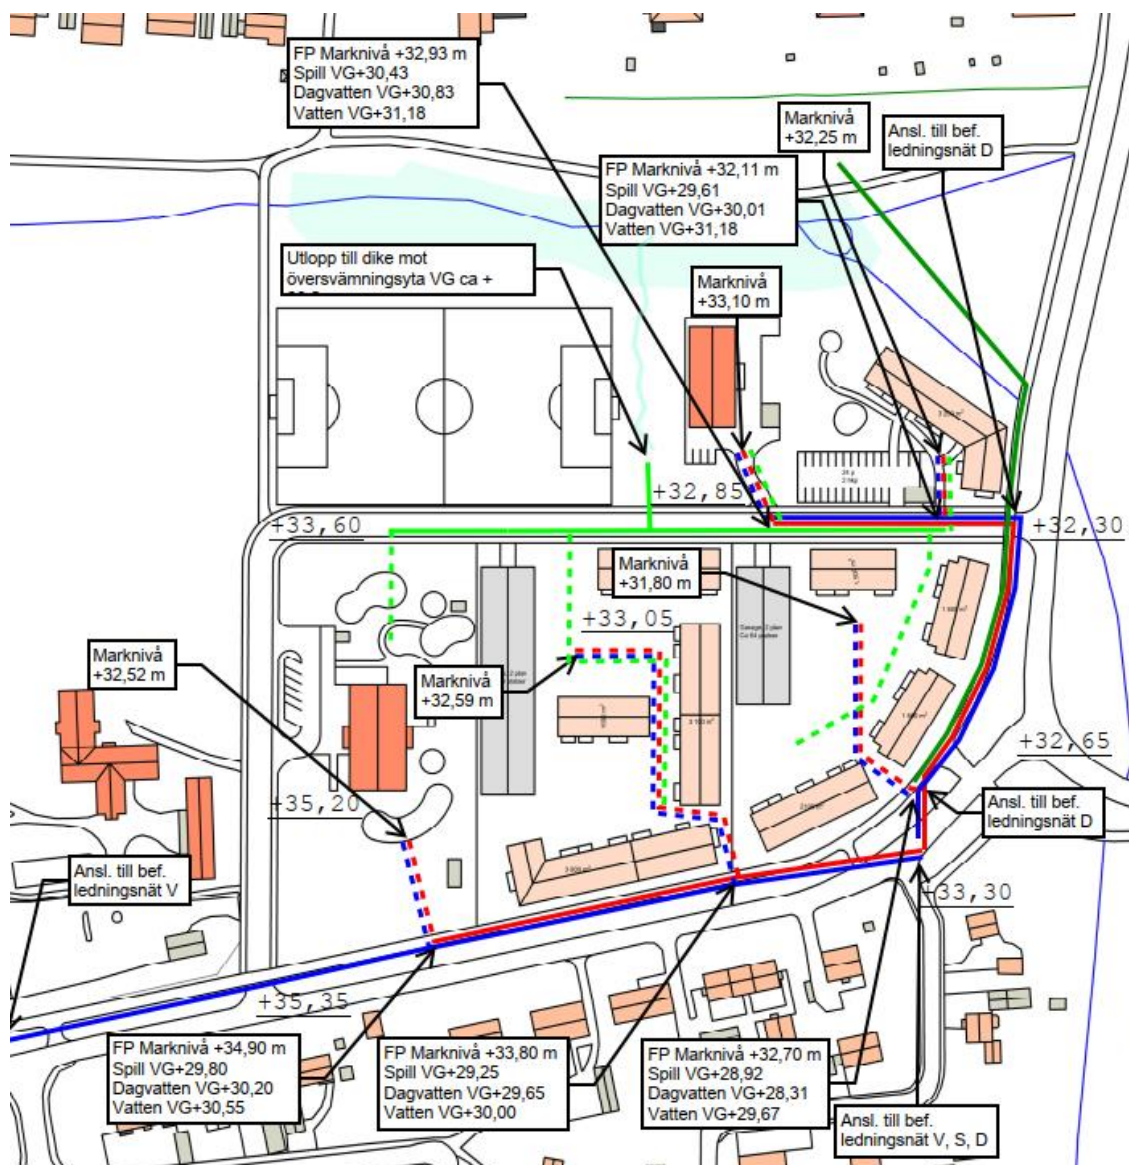 FP Marknivå +32,93 m
Spill VG+30,43
Dagvatten VG+30,83
Vatten VG+31,18
Marknivå
+32,25 m
Ansl. till bef.
ledningsnät D
FP Marknivå +32,11 m
Spill VG+29,61
Dagvatten VG+30,01
Vatten VG+31,18
Utlopp till dike mot
översvämningsyta VG ca +
Marknivå
+33,10 m
+32,85
+33,60
+32,30
Marknivå
+31,80 m
+33,05
Marknivå
+32,52 m
Marknivå
+32,59 m
+32,65
+35,20
Ansl. till bef.
ledningsnät D
Ansl. till bef.
ledningsnät V
+33,30
+35,35
FP Marknivå +34,90 m
Spill VG+29,80
Dagvatten VG+30,20
Vatten VG+30,55
FP Marknivå +33,80 m
Spill VG+29,25
Dagvatten VG+29,65
Vatten VG+30,00
FP Marknivå +32,70 m
Spill VG+28,92
Dagvatten VG+28,31
Vatten VG+29,67
Ansl. till bef.
ledningsnät V, S, D